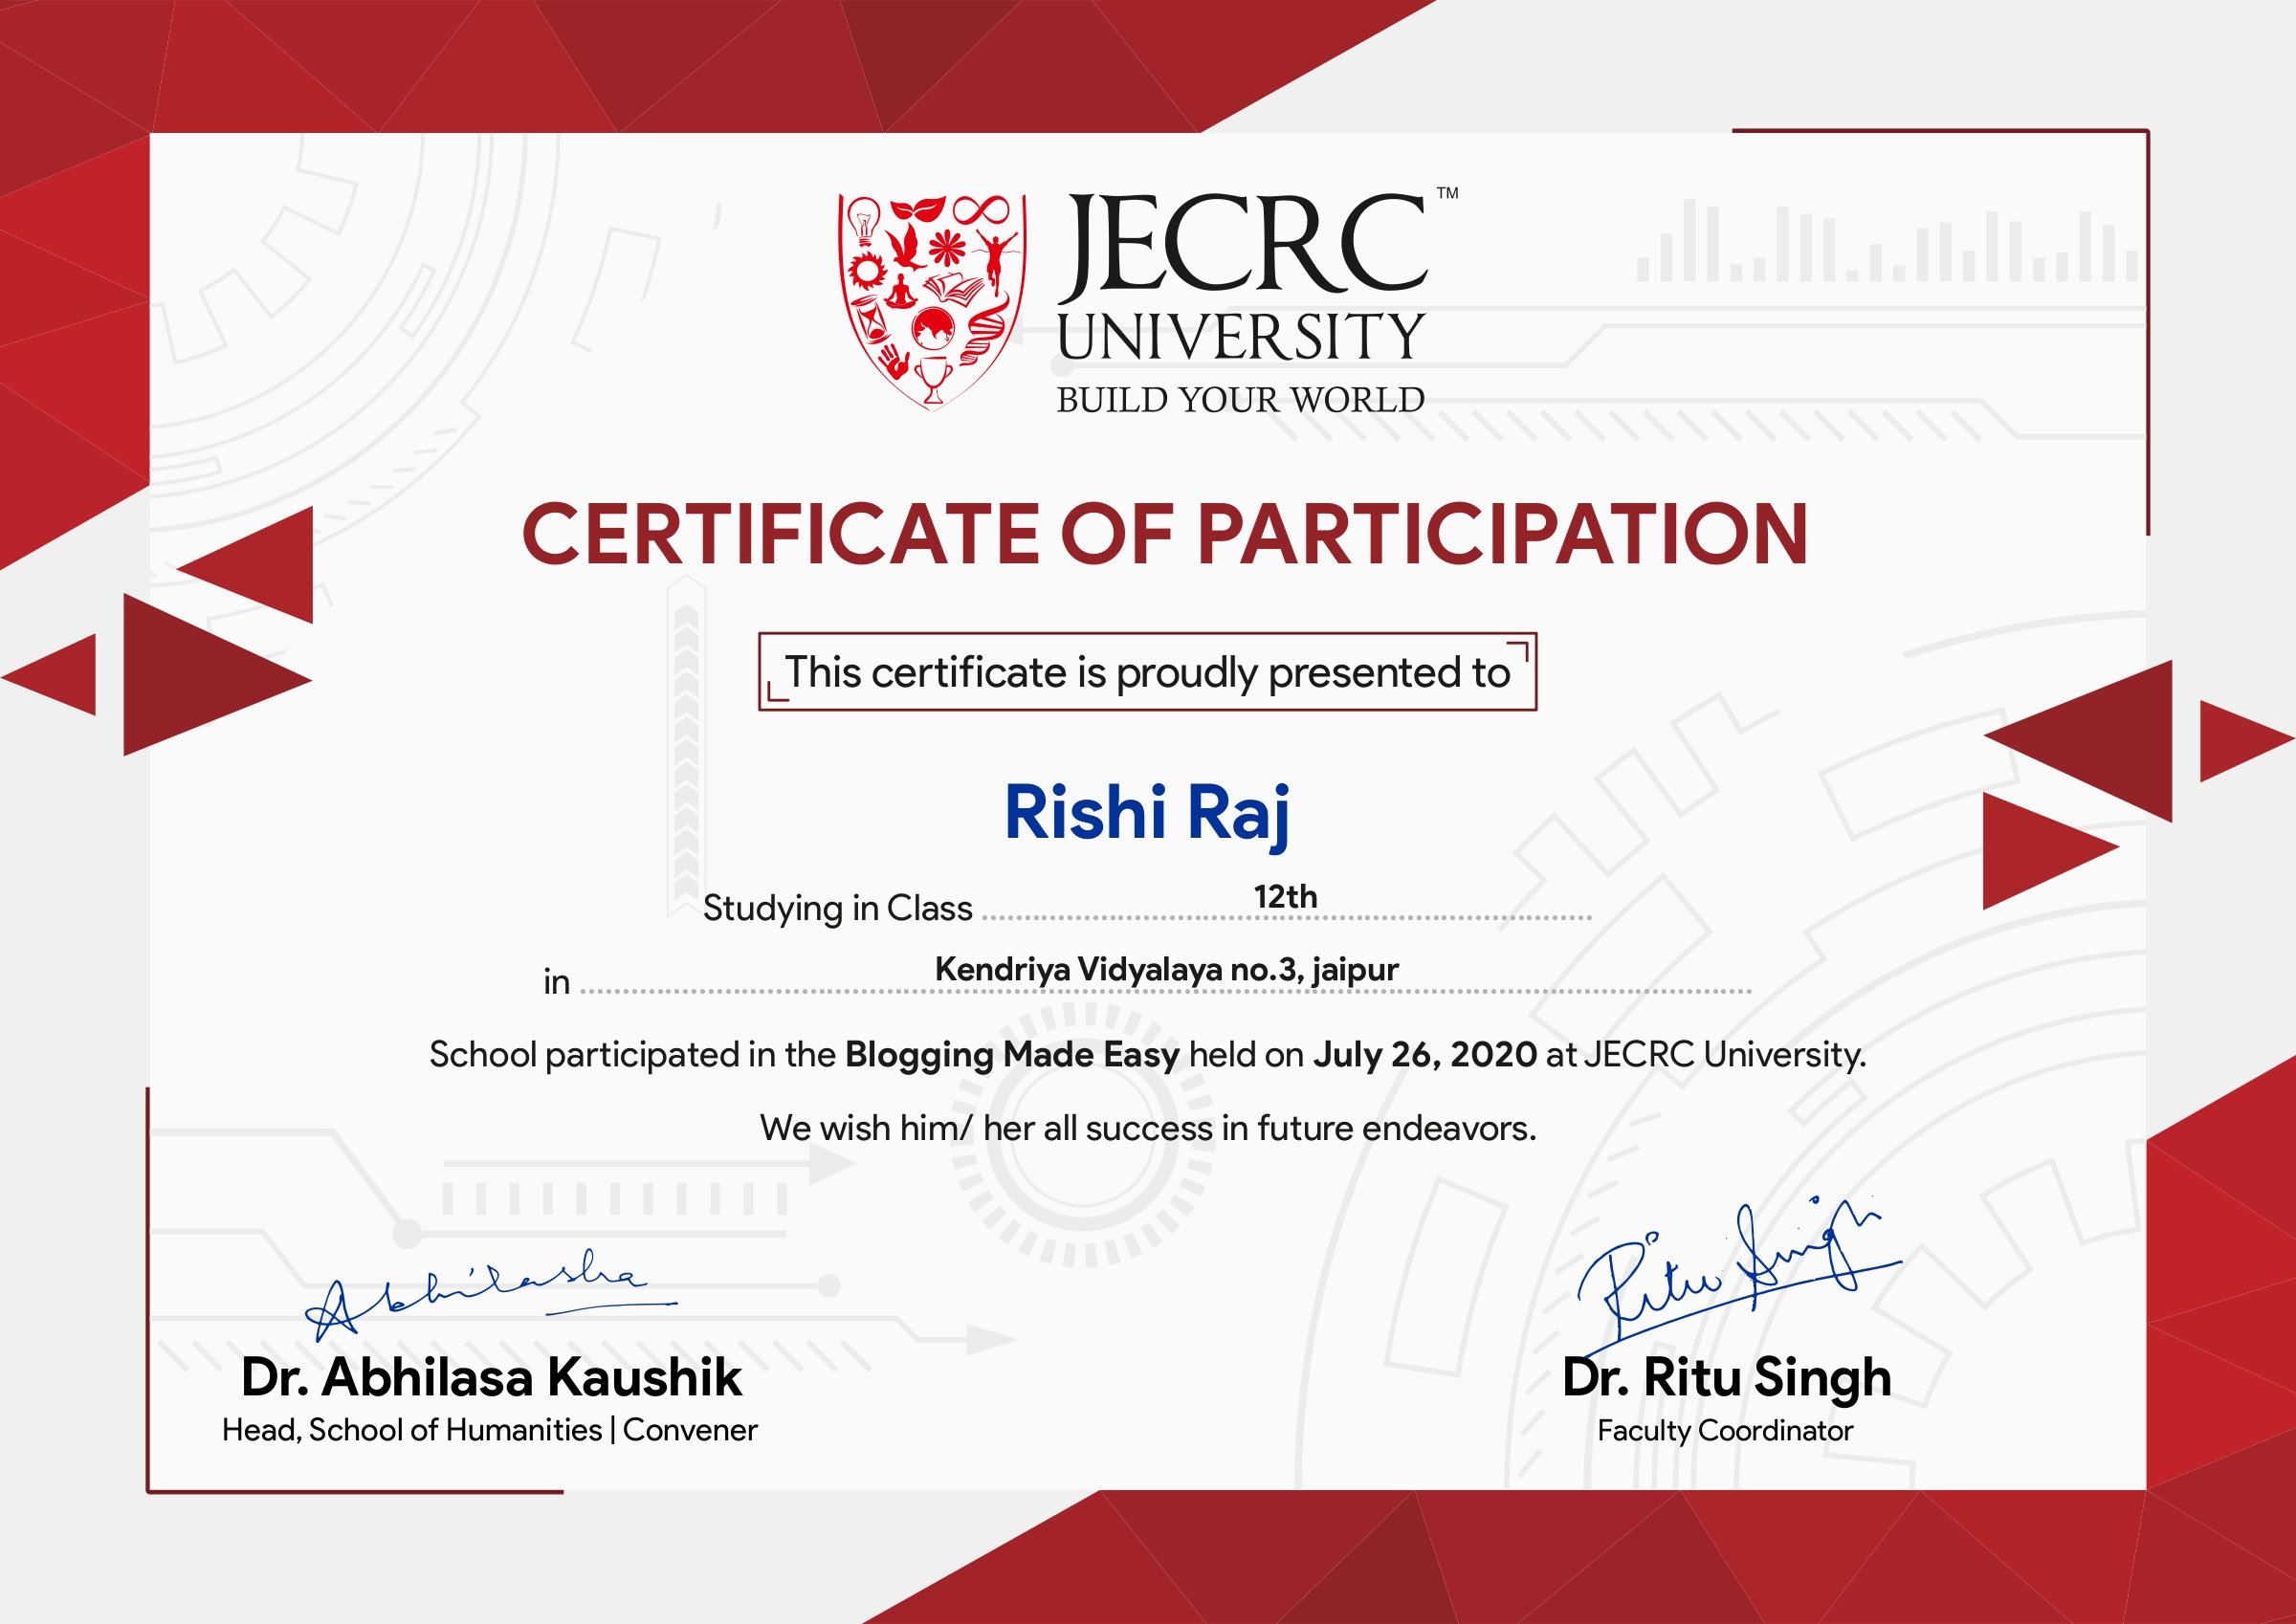 JECRC™
UNIVERSITY
BUILD YOUR WORLD
CERTIFICATE OF PARTICIPATION
This certificate is proudly presented to
Rishi Raj
Studying in Class 12th
in Kendriya Vidyalaya no.3, jaipur
School participated in the Blogging Made Easy held on July 26, 2020 at JECRC University.
We wish him/ her all success in future endeavors.
Abhilasha
Ritu Singh
Dr. Abhilasa Kaushik
Dr. Ritu Singh
Head, School of Humanities | Convener
Faculty Coordinator